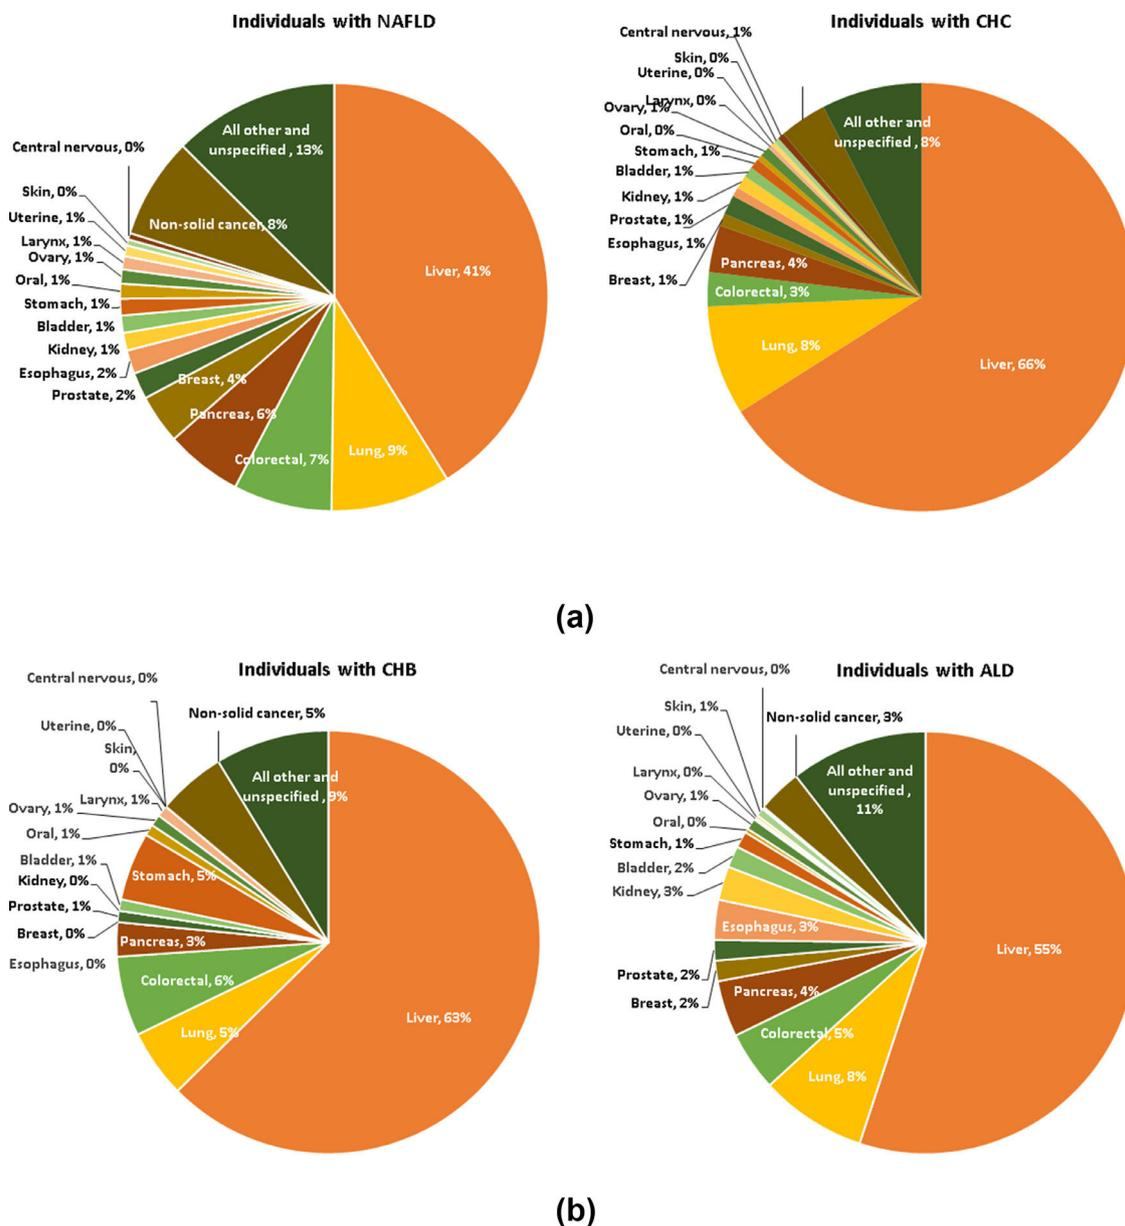 Individuals with NAFLD
All other and
unspecified , 13%
Central nervous, 0%
Skin, 0%
Non-solid cancer, 8%
Uterine, 1%
Larynx, 1%
Ovary, 1%
Oral, 1%
Stomach, 1%
Bladder, 1%
Kidney, 1%
Esophagus, 2%
Prostate, 2%
Breast, 4%
Pancreas, 6%
Colorectal, 7%
Lung, 9%
Liver, 41%
Individuals with CHC
Central nervous, 1%
Skin, 0%
Uterine, 0%
Larynx, 0%
Ovary, 1%
Oral, 0%
Stomach, 1%
Bladder, 1%
Kidney, 1%
Prostate, 1%
Esophagus, 1%
Breast, 1%
All other and
unspecified , 8%
Pancreas, 4%
Colorectal, 3%
Lung, 8%
Liver, 66%
(a)
Individuals with CHB
Central nervous, 0%
Non-solid cancer, 5%
Uterine, 0%
Skin,
0%
All other and
unspecified , 9%
Larynx, 1%
Ovary, 1%
Oral, 1%
Bladder, 1%
Stomach, 5%
Kidney, 0%
Prostate, 1%
Breast, 0%
Pancreas, 3%
Esophagus, 0%
Colorectal, 6%
Lung, 5%
Liver, 63%
Individuals with ALD
Central nervous, 0%
Skin, 1%
Non-solid cancer, 3%
Uterine, 0%
Larynx, 0%
All other and
unspecified ,
11%
Ovary, 1%
Oral, 0%
Stomach, 1%
Bladder, 2%
Kidney, 3%
Esophagus, 3%
Prostate, 2%
Breast, 2%
Pancreas, 4%
Colorectal, 5%
Lung, 8%
Liver, 55%
(b)